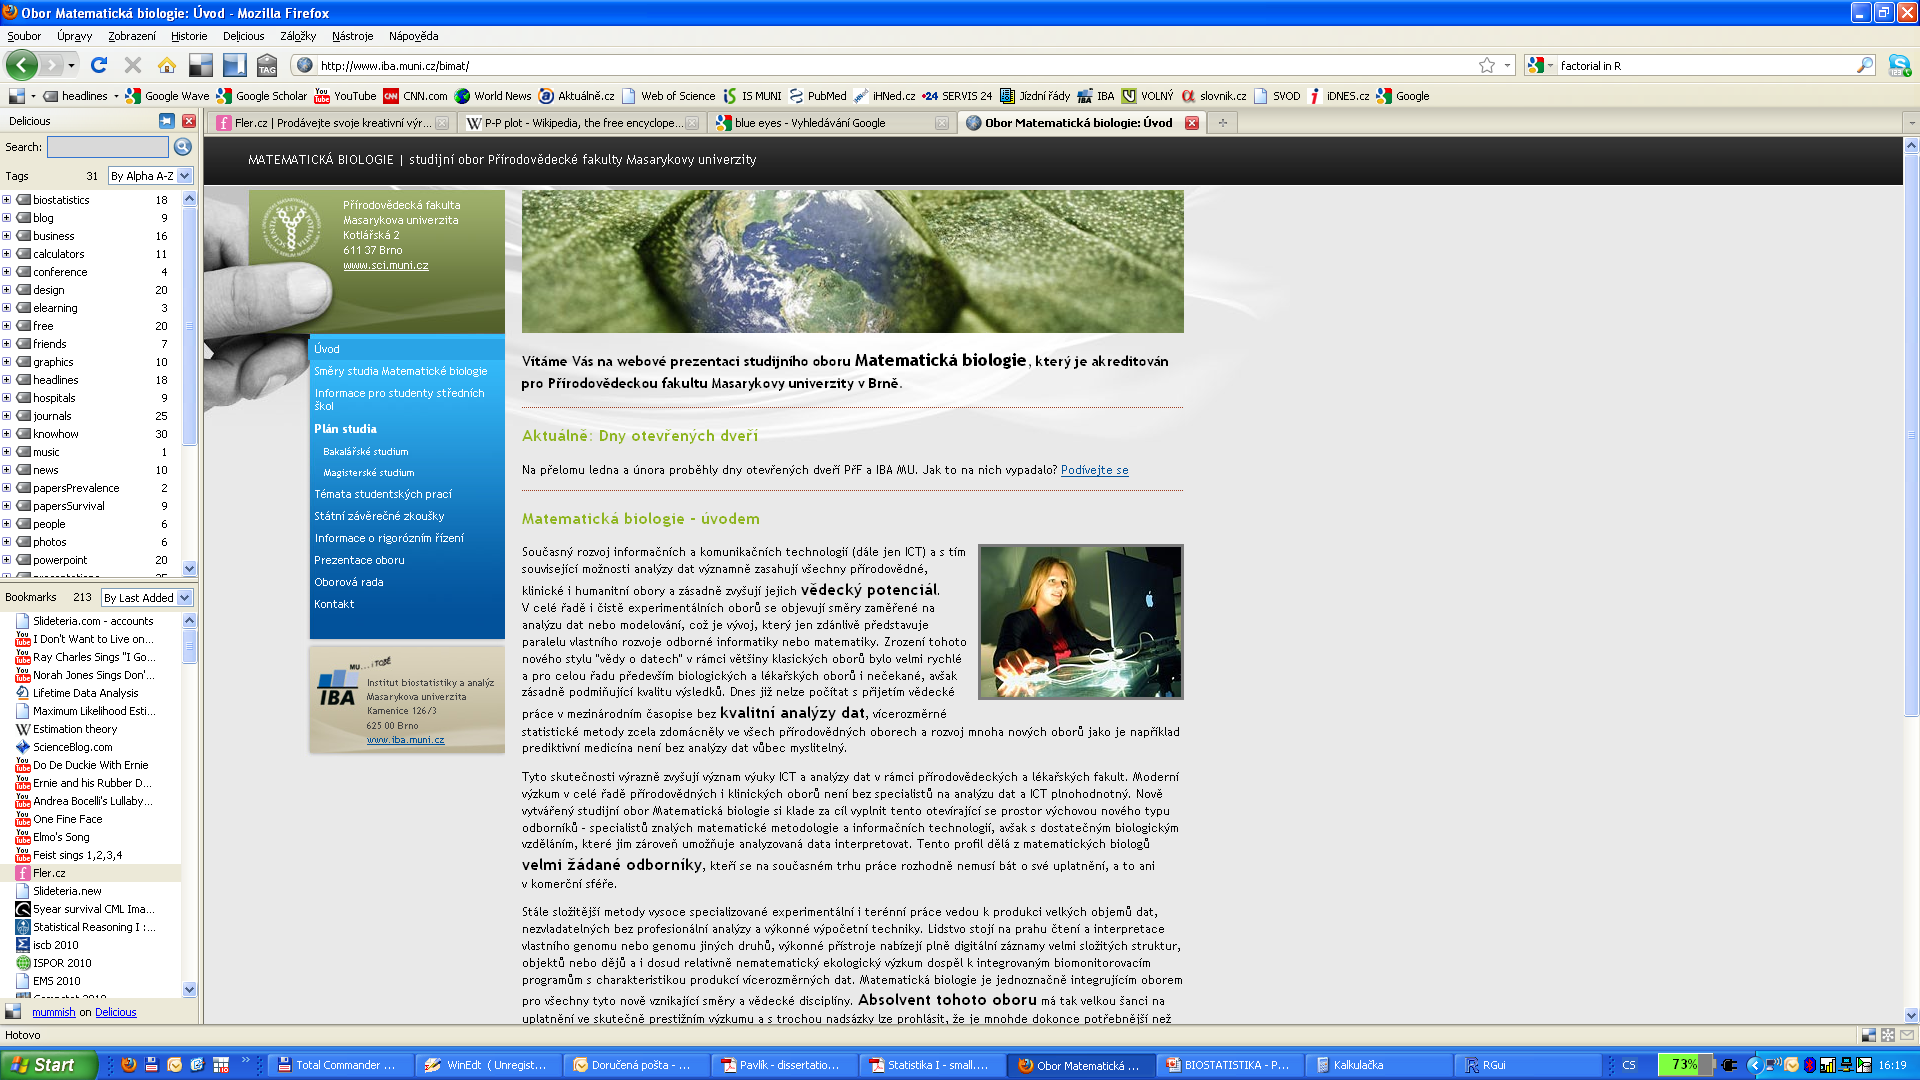 Obor Matematická biologie: Úvod - Mozilla Firefox
Soubor Úpravy Zobrazení Historie Delicious Záložky Nástroje Nápověda
TAG http://www.iba.muni.cz/bimat/ factorial in R
headlines Google Wave Google Scholar YouTube CNN.com World News Aktuálně.cz Web of Science IS MUNI PubMed iHNed.cz SERVIS 24 Jízdní řády IBA VOLNÝ slovnik.cz SVOD iDNES.cz Google
Delicious
Fler.cz | Prodávejte svoje kreativní výr... P-P plot - Wikipedia, the free encyclope... blue eyes - Vyhledávání Google Obor Matematická biologie: Úvod
Search:
Tags 31 By Alpha A-Z
biostatistics 18
blog 9
business 16
calculators 11
conference 4
design 20
elearning 3
free 20
friends 7
graphics 10
headlines 18
hospitals 9
journals 25
knowhow 30
music 1
news 10
papersPrevalence 2
papersSurvival 9
people 6
photos 6
powerpoint 20
Bookmarks 213 By Last Added
Slideteria.com - accounts
I Don't Want to Live on...
Ray Charles Sings "I Go...
Norah Jones Sings Don'...
Lifetime Data Analysis
Maximum Likelihood Esti...
Estimation theory
ScienceBlog.com
Do De Duckie With Ernie
Ernie and his Rubber D...
Andrea Bocelli's Lullaby...
One Fine Face
Elmo's Song
Feist sings 1,2,3,4
Fler.cz
Slideteria.new
5year survival CML Ima...
Statistical Reasoning I :...
iscb 2010
ISPOR 2010
EMS 2010
mummish on Delicious
MATEMATICKÁ BIOLOGIE | studijní obor Přírodovědecké fakulty Masarykovy univerzity
Přírodovědecká fakulta
Masarykova univerzita
Kotlářská 2
611 37 Brno
www.sci.muni.cz
Úvod
Směry studia Matematické biologie
Informace pro studenty středních
škol
Plán studia
Bakalářské studium
Magisterské studium
Témata studentských prací
Státní závěrečné zkoušky
Informace o rigorózním řízení
Prezentace oboru
Oborová rada
Kontakt
MU... i TOBĚ
IBA
Institut biostatistiky a analýz
Masarykova univerzita
Kamenice 126/3
625 00 Brno
www.iba.muni.cz
Vítáme Vás na webové prezentaci studijního oboru Matematická biologie, který je akreditován
pro Přírodovědeckou fakultu Masarykovy univerzity v Brně.
Aktuálně: Dny otevřených dveří
Na přelomu ledna a února proběhly dny otevřených dveří PřF a IBA MU. Jak to na nich vypadalo? Podívejte se
Matematická biologie - úvodem
Současný rozvoj informačních a komunikačních technologií (dále jen ICT) a s tím
související možnosti analýzy dat významně zasahují všechny přírodovědné,
klinické i humanitní obory a zásadně zvyšují jejich vědecký potenciál.
V celé řadě i čistě experimentálních oborů se objevují směry zaměřené na
analýzu dat nebo modelování, což je vývoj, který jen zdánlivě představuje
paralelu vlastního rozvoje odborné informatiky nebo matematiky. Zrození tohoto
nového stylu "vědy o datech" v rámci většiny klasických oborů bylo velmi rychlé
a pro celou řadu především biologických a lékařských oborů i nečekané, avšak
zásadně podmiňující kvalitu výsledků. Dnes již nelze počítat s přijetím vědecké
práce v mezinárodním časopise bez kvalitní analýzy dat, vícerozměrné
statistické metody zcela zdomácněly ve všech přírodovědných oborech a rozvoj mnoha nových oborů jako je například
prediktivní medicína není bez analýzy dat vůbec myslitelný.
Tyto skutečnosti výrazně zvyšují význam výuky ICT a analýzy dat v rámci přírodovědeckých a lékařských fakult. Moderní
výzkum v celé řadě přírodovědných i klinických oborů není bez specialistů na analýzu dat a ICT plnohodnotný. Nově
vytvářený studijní obor Matematická biologie si klade za cíl vyplnit tento otevírající se prostor výchovou nového typu
odborníků - specialistů znalých matematické metodologie a informačních technologií, avšak s dostatečným biologickým
vzděláním, které jim zároveň umožňuje analyzovaná data interpretovat. Tento profil dělá z matematických biologů
velmi žádané odborníky, kteří se na současném trhu práce rozhodně nemusí bát o své uplatnění, a to ani
v komerční sféře.
Stále složitější metody vysoce specializované experimentální i terénní práce vedou k produkci velkých objemů dat,
nezvladatelných bez profesionální analýzy a výkonné výpočetní techniky. Lidstvo stojí na prahu čtení a interpretace
vlastního genomu nebo genomu jiných druhů, výkonné přístroje nabízejí plně digitální záznamy velmi složitých struktur,
objektů nebo dějů a i dosud relativně nematematický ekologický výzkum dospěl k integrovaným biomonitorovacím
programům s charakteristikou produkcí vícerozměrných dat. Matematická biologie je jednoznačně integrujícím oborem
pro všechny tyto nově vznikající směry a vědecké disciplíny. Absolvent tohoto oboru má tak velkou šanci na
uplatnění ve skutečně prestižním výzkumu a s trochou nadsázky lze prohlásit, že je mnohde dokonce potřebnější než
Hotovo
Start Total Commander ... WinEdt ( Unregist... Doručená pošta - ... Pavlík - dissertatio... Statistika I - small.... Obor Matematická ... BIOSTATISTIKA - P... Kalkulačka RGui CS 73% 16:19